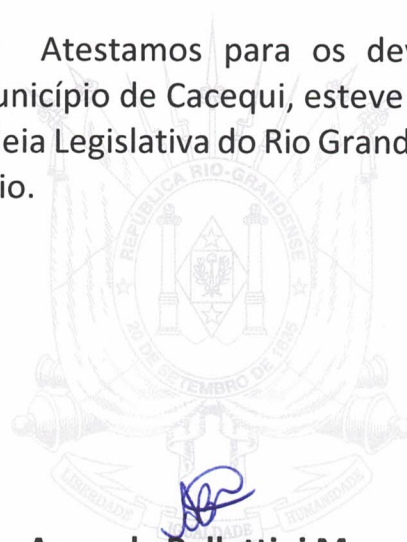 Atestamos para os dev
unicípio de Cacequi, esteve
eia Legislativa do Rio Grand
io.
REPÚBLICA RIO-GRANDENSE
20 DE SETEMBRO DE 1835
LIBERDADE IGUALDADE HUMANIDADE